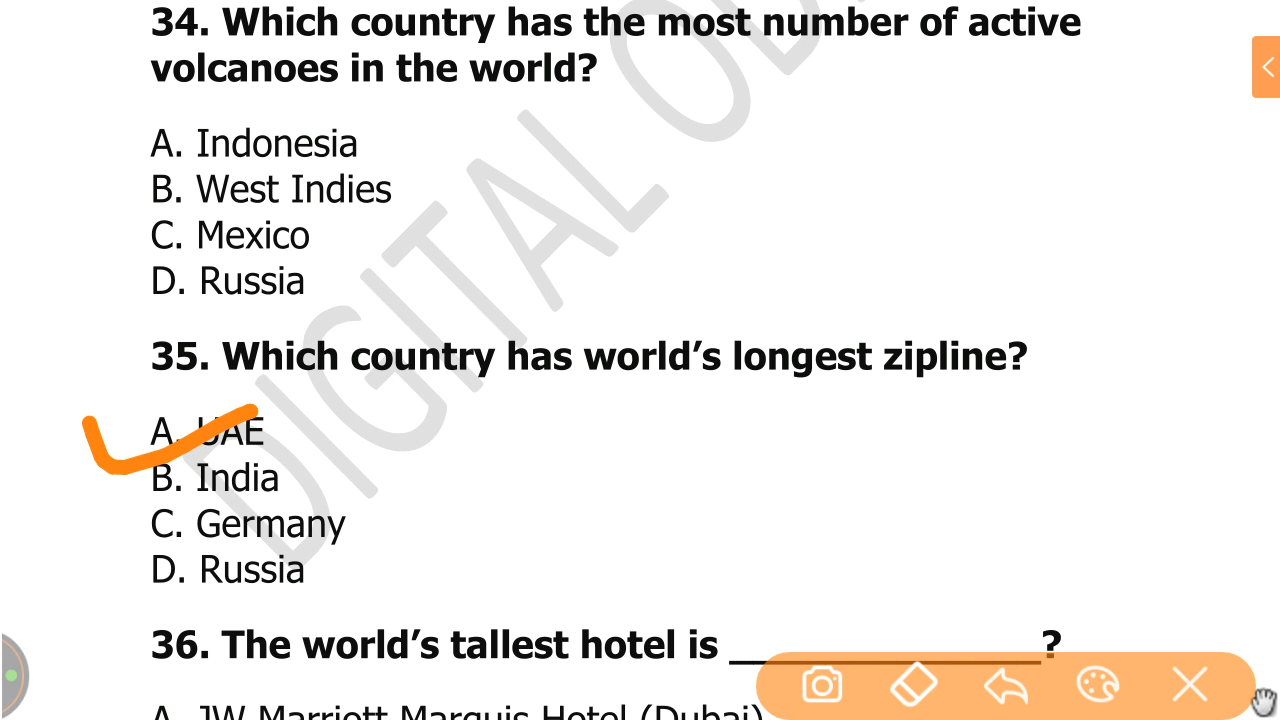 34. Which country has the most number of active
volcanoes in the world?
A. Indonesia
B. West Indies
C. Mexico
D. Russia
35. Which country has world’s longest zipline?
A. UAE
B. India
C. Germany
D. Russia
36. The world’s tallest hotel is _______________?
A. JW Marriott Marquis Hotel (Dubai)
DIGITAL